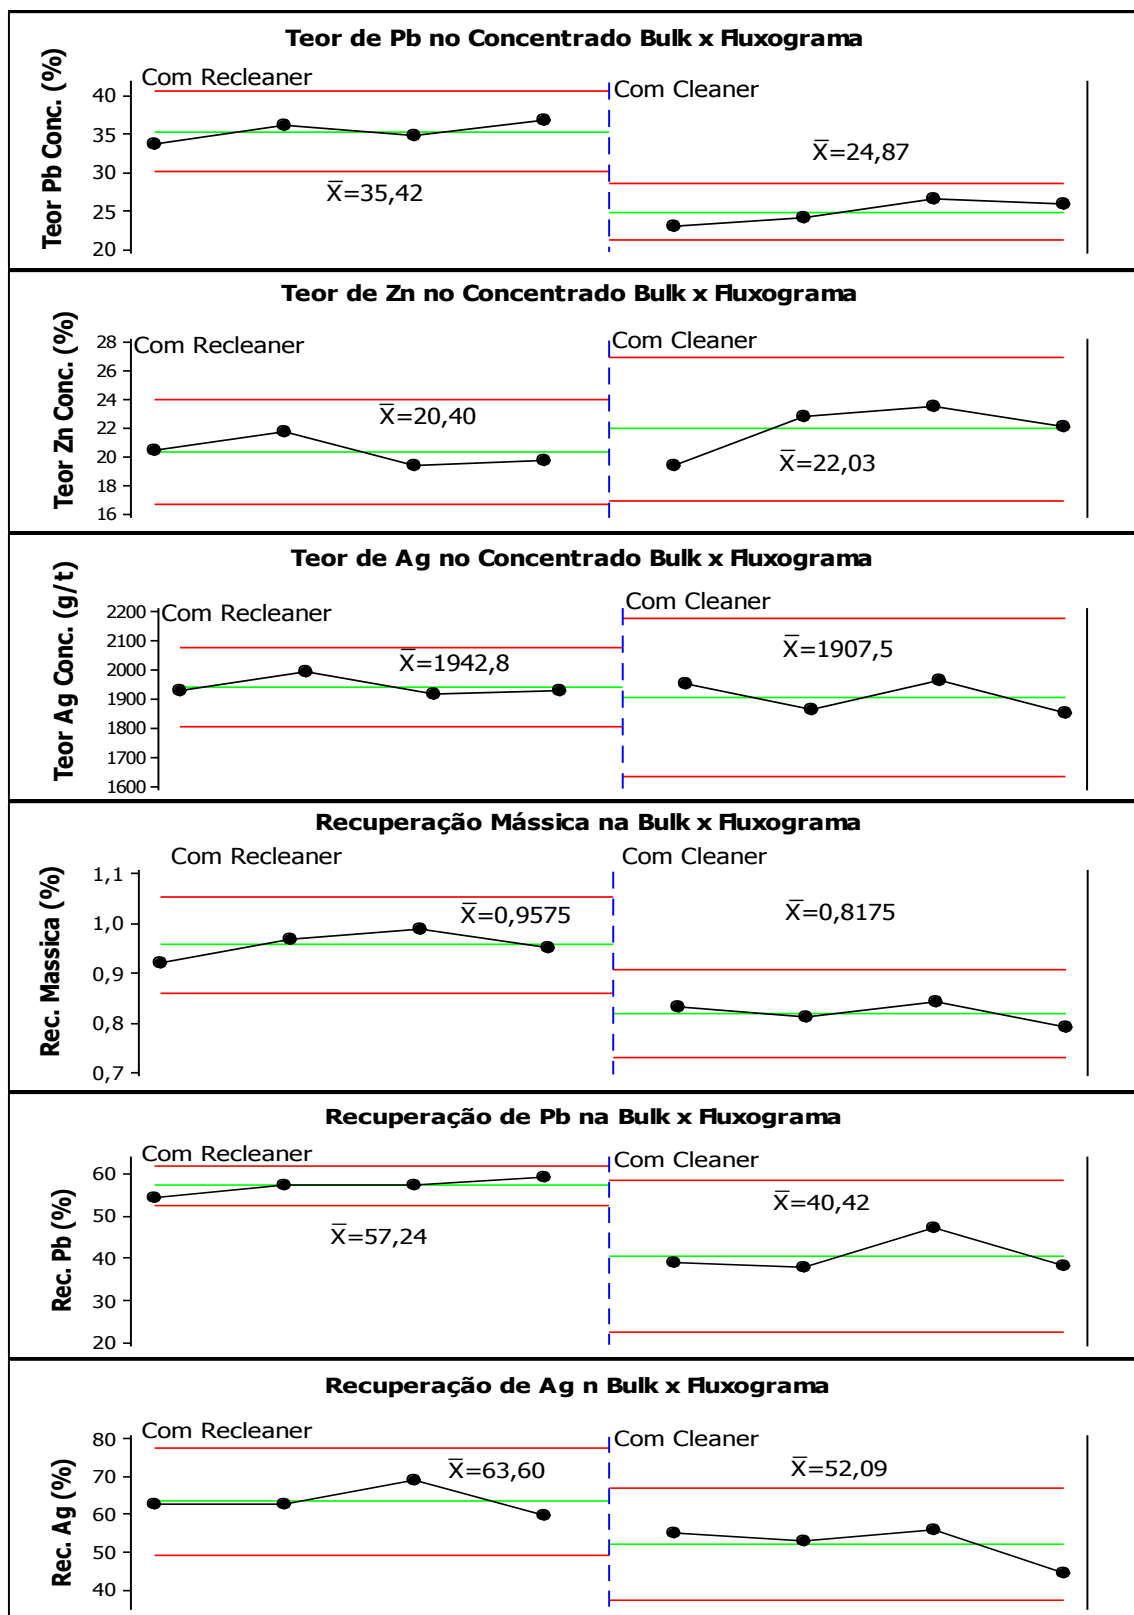 Teor de Pb no Concentrado Bulk x Fluxograma
Com Recleaner
Com Cleaner
Teor Pb Conc. (%)
40
35
30
25
20
X̅=35,42
X̅=24,87
Teor de Zn no Concentrado Bulk x Fluxograma
Com Recleaner
Com Cleaner
Teor Zn Conc. (%)
28
26
24
22
20
18
16
X̅=20,40
X̅=22,03
Teor de Ag no Concentrado Bulk x Fluxograma
Com Recleaner
Com Cleaner
Teor Ag Conc. (g/t)
2200
2100
2000
1900
1800
1700
1600
X̅=1942,8
X̅=1907,5
Recuperação Mássica na Bulk x Fluxograma
Com Recleaner
Com Cleaner
Rec. Massica (%)
1,1
1,0
0,9
0,8
0,7
X̅=0,9575
X̅=0,8175
Recuperação de Pb na Bulk x Fluxograma
Com Recleaner
Com Cleaner
Rec. Pb (%)
60
50
40
30
20
X̅=57,24
X̅=40,42
Recuperação de Ag n Bulk x Fluxograma
Com Recleaner
Com Cleaner
Rec. Ag (%)
80
70
60
50
40
X̅=63,60
X̅=52,09